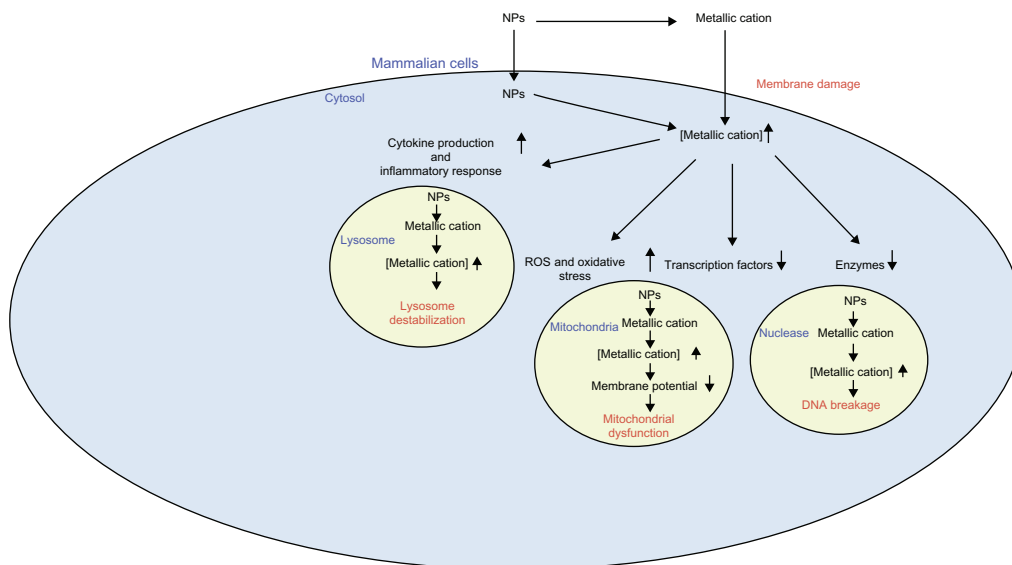 NPs
Metallic cation
Mammalian cells
Membrane damage
Cytosol
NPs
[Metallic cation]
Cytokine production
and
inflammatory response
NPs
Metallic cation
Lysosome
[Metallic cation]
Lysosome
destabilization
ROS and oxidative
stress
Transcription factors
Enzymes
NPs
Mitochondria
Metallic cation
[Metallic cation]
Membrane potential
Mitochondrial
dysfunction
NPs
Nuclease
Metallic cation
[Metallic cation]
DNA breakage